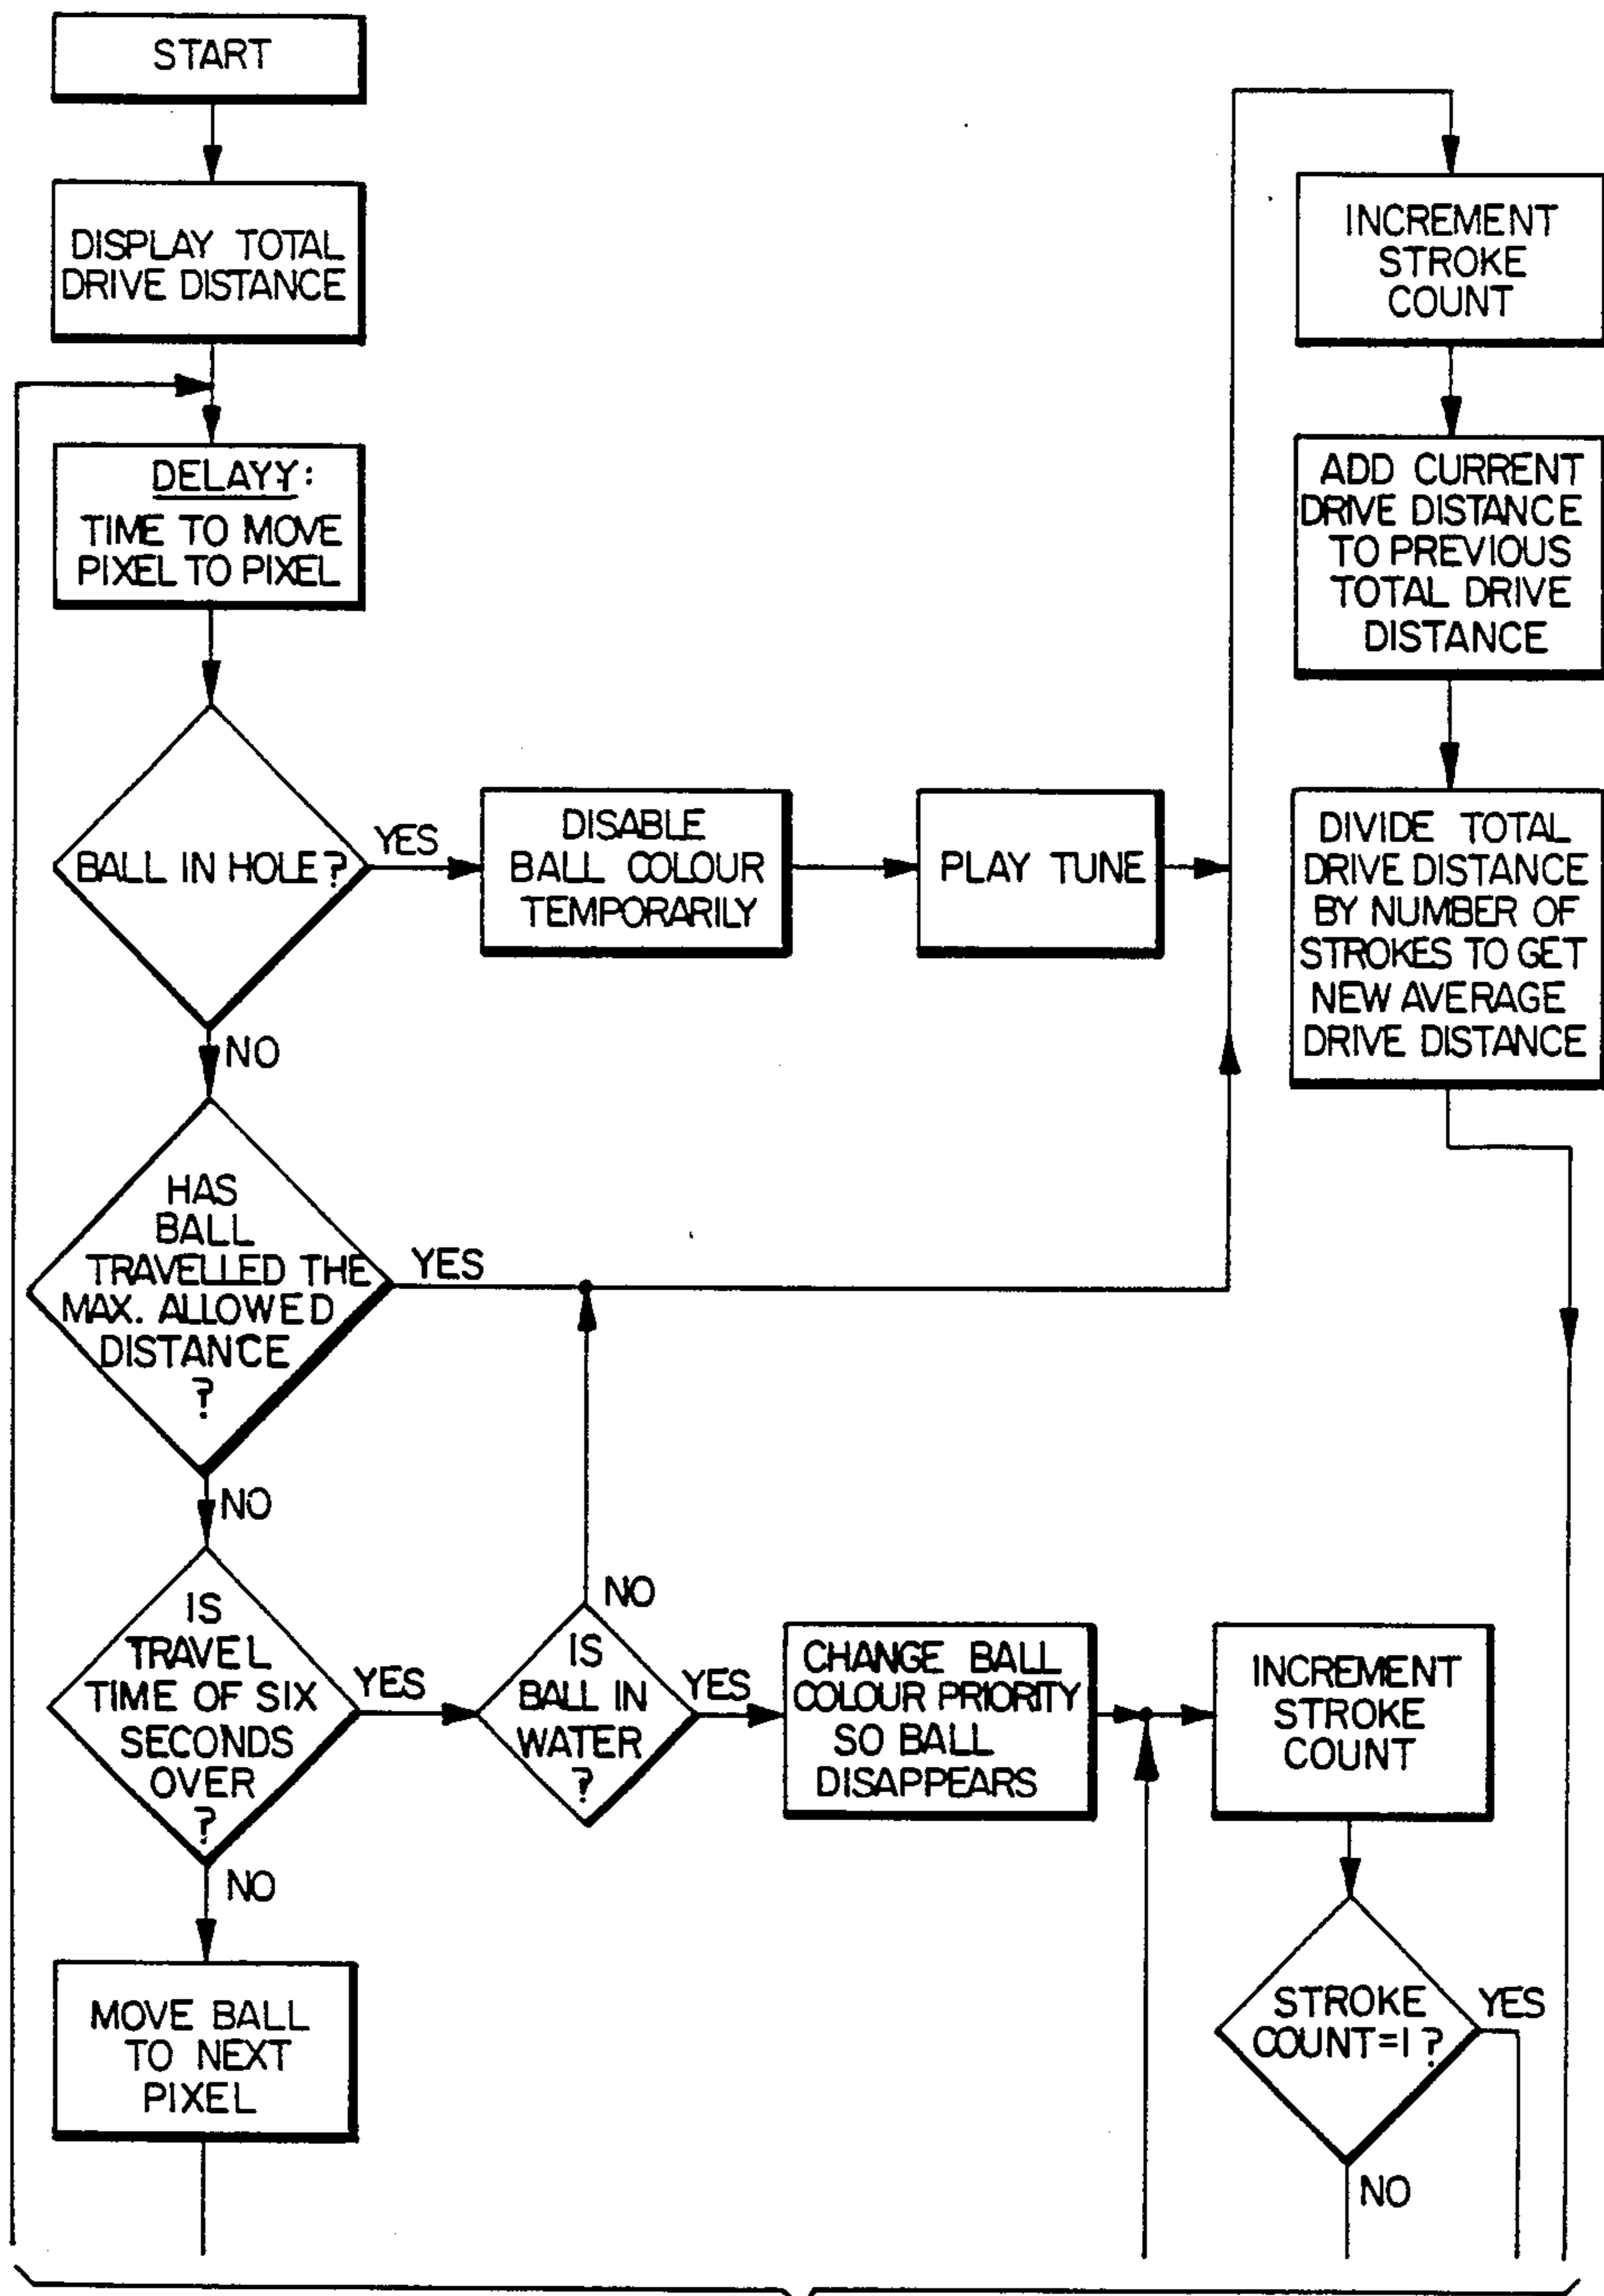 START
DISPLAY TOTAL
DRIVE DISTANCE
DELAYY:
TIME TO MOVE
PIXEL TO PIXEL
BALL IN HOLE?
YES
DISABLE
BALL COLOUR
TEMPORARILY
PLAY TUNE
NO
HAS
BALL
TRAVELLED THE
MAX. ALLOWED
DISTANCE
?
YES
NO
IS
TRAVEL
TIME OF SIX
SECONDS
OVER
?
YES
NO
IS
BALL IN
WATER
?
NO
YES
CHANGE BALL
COLOUR PRIORITY
SO BALL
DISAPPEARS
INCREMENT
STROKE
COUNT
STROKE
COUNT=1?
YES
NO
MOVE BALL
TO NEXT
PIXEL
INCREMENT
STROKE
COUNT
ADD CURRENT
DRIVE DISTANCE
TO PREVIOUS
TOTAL DRIVE
DISTANCE
DIVIDE TOTAL
DRIVE DISTANCE
BY NUMBER OF
STROKES TO GET
NEW AVERAGE
DRIVE DISTANCE